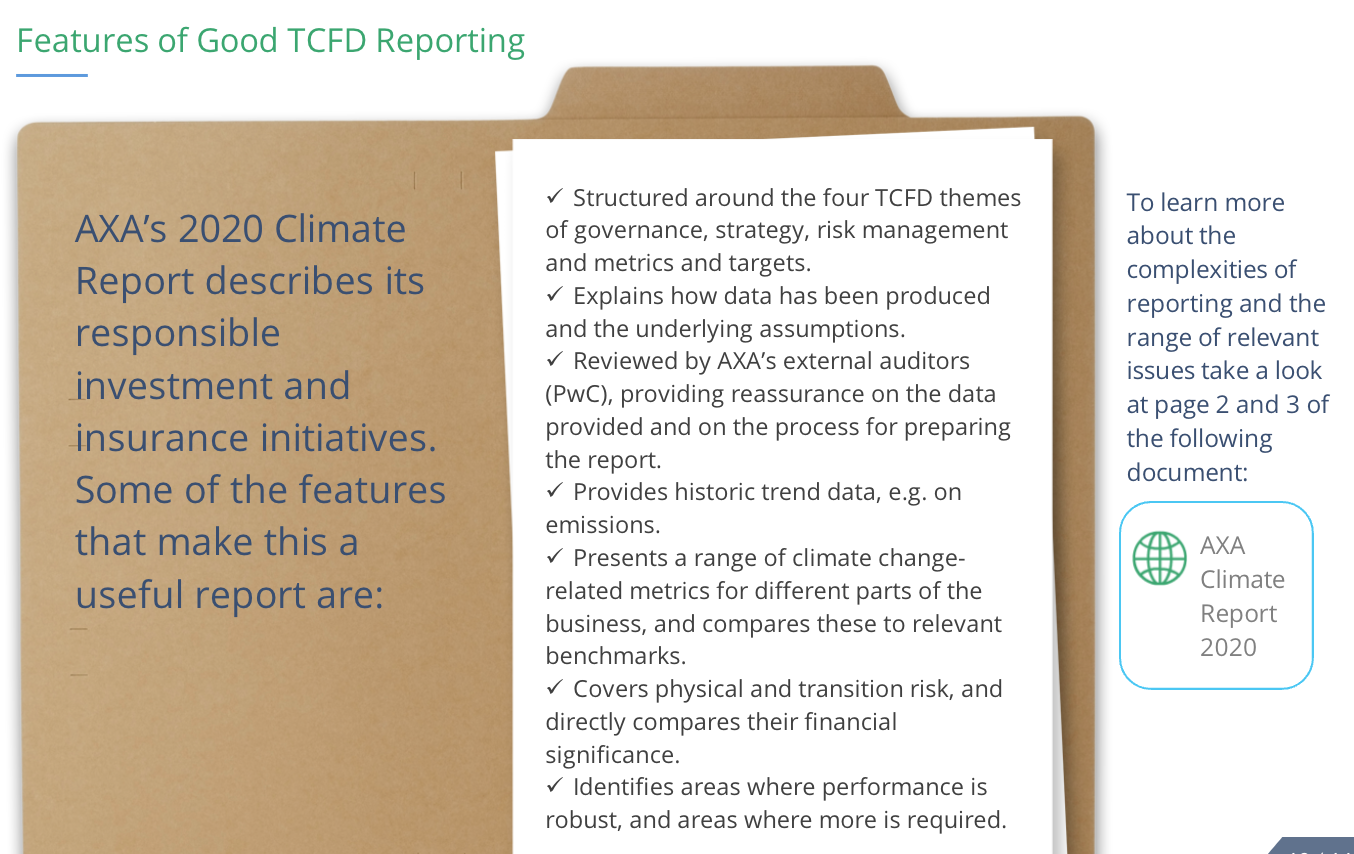 Features of Good TCFD Reporting
AXA’s 2020 Climate
Report describes its
responsible
investment and
insurance initiatives.
Some of the features
that make this a
useful report are:
✓ Structured around the four TCFD themes
of governance, strategy, risk management
and metrics and targets.
✓ Explains how data has been produced
and the underlying assumptions.
✓ Reviewed by AXA’s external auditors
(PwC), providing reassurance on the data
provided and on the process for preparing
the report.
✓ Provides historic trend data, e.g. on
emissions.
✓ Presents a range of climate change-
related metrics for different parts of the
business, and compares these to relevant
benchmarks.
✓ Covers physical and transition risk, and
directly compares their financial
significance.
✓ Identifies areas where performance is
robust, and areas where more is required.
To learn more
about the
complexities of
reporting and the
range of relevant
issues take a look
at page 2 and 3 of
the following
document:
AXA
Climate
Report
2020